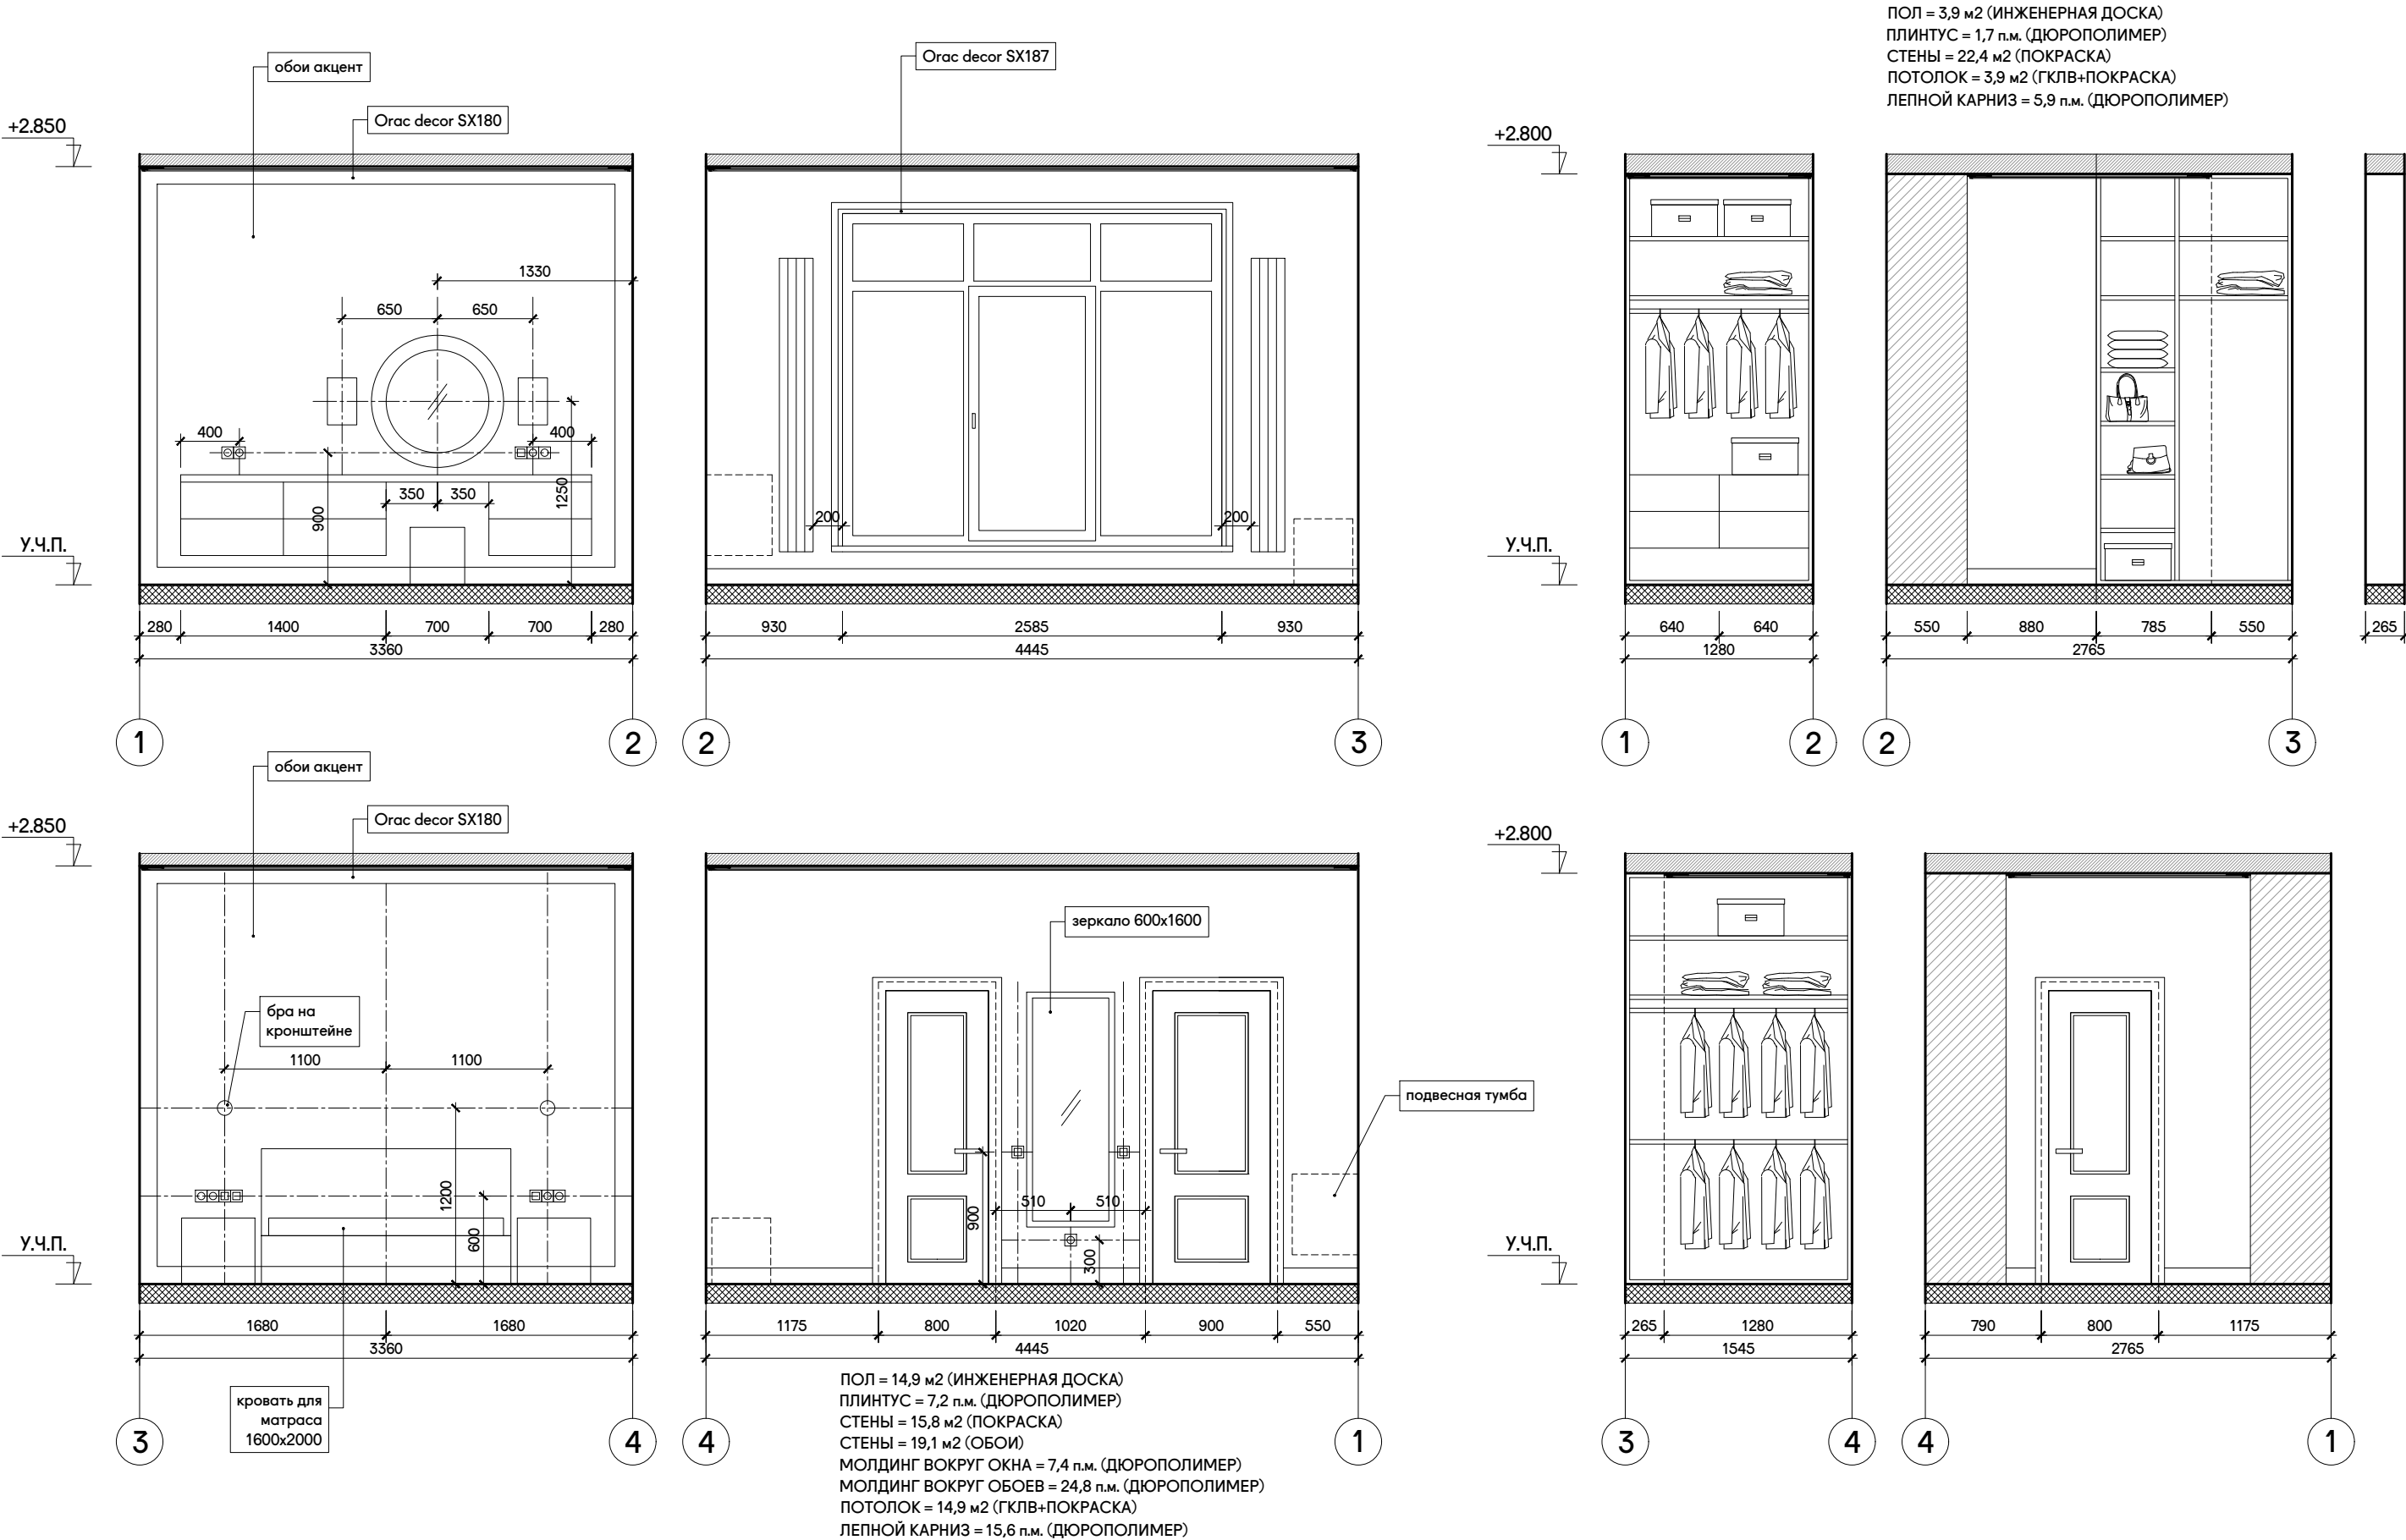 ПОЛ = 3,9 м2 (ИНЖЕНЕРНАЯ ДОСКА)
ПЛИНТУС = 1,7 п.м. (ДЮРОПОЛИМЕР)
СТЕНЫ = 22,4 м2 (ПОКРАСКА)
ПОТОЛОК = 3,9 м2 (ГКЛВ+ПОКРАСКА)
ЛЕПНОЙ КАРНИЗ = 5,9 п.м. (ДЮРОПОЛИМЕР)
обои акцент
Orac decor SX180
+2.850
1330
650 650
400 400
350 350
900
1250
У.Ч.П.
280 1400 700 700 280
3360
1 2
Orac decor SX187
200 200
930 2585 930
4445
2 3
+2.800
У.Ч.П.
640 640
1280
1 2
550 880 785 550
2765
2 3
265
обои акцент
Orac decor SX180
+2.850
бра на
кронштейне
1100 1100
1200
600
У.Ч.П.
1680 1680
3360
кровать для
матраса
1600х2000
3 4
зеркало 600х1600
подвесная тумба
510 510
900
300
1175 800 1020 900 550
4445
4 1
ПОЛ = 14,9 м2 (ИНЖЕНЕРНАЯ ДОСКА)
ПЛИНТУС = 7,2 п.м. (ДЮРОПОЛИМЕР)
СТЕНЫ = 15,8 м2 (ПОКРАСКА)
СТЕНЫ = 19,1 м2 (ОБОИ)
МОЛДИНГ ВОКРУГ ОКНА = 7,4 п.м. (ДЮРОПОЛИМЕР)
МОЛДИНГ ВОКРУГ ОБОЕВ = 24,8 п.м. (ДЮРОПОЛИМЕР)
ПОТОЛОК = 14,9 м2 (ГКЛВ+ПОКРАСКА)
ЛЕПНОЙ КАРНИЗ = 15,6 п.м. (ДЮРОПОЛИМЕР)
+2.800
У.Ч.П.
265 1280
1545
3 4
790 800 1175
2765
4 1